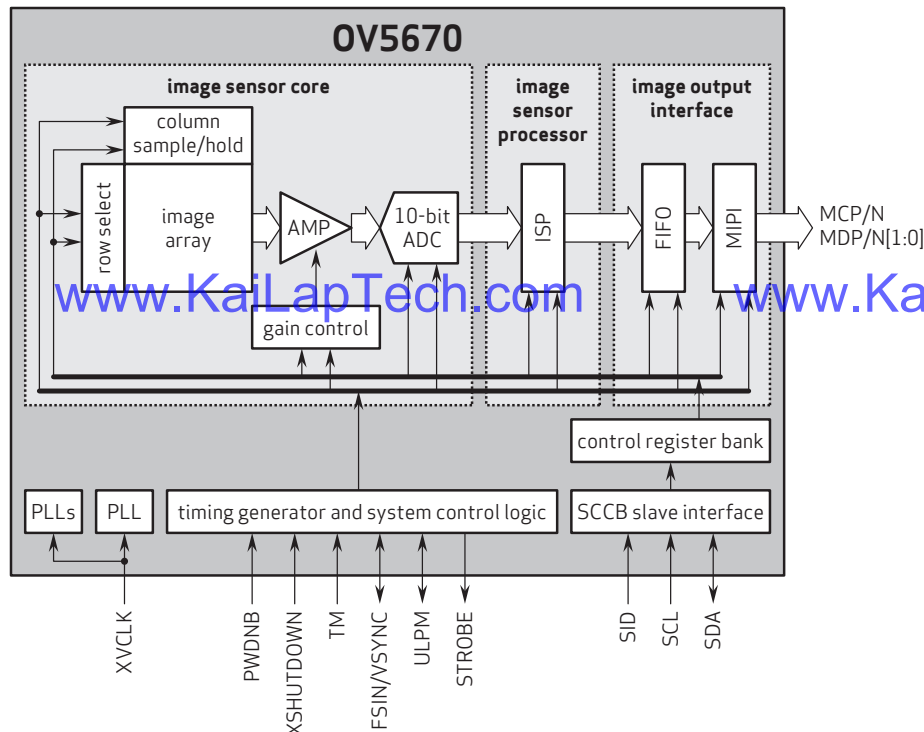 OV5670
image sensor core
image
sensor
processor
image output
interface
column
sample/hold
row select
image
array
AMP
10-bit
ADC
ISP
FIFO
MIPI
MCP/N
MDP/N[1:0]
www.KaiLapTech.com
www.Ka
gain control
control register bank
PLLs
PLL
timing generator and system control logic
SCCB slave interface
XVCLK
PWDNB
XSHUTDOWN
TM
FSIN/VSYNC
ULPM
STROBE
SID
SCL
SDA